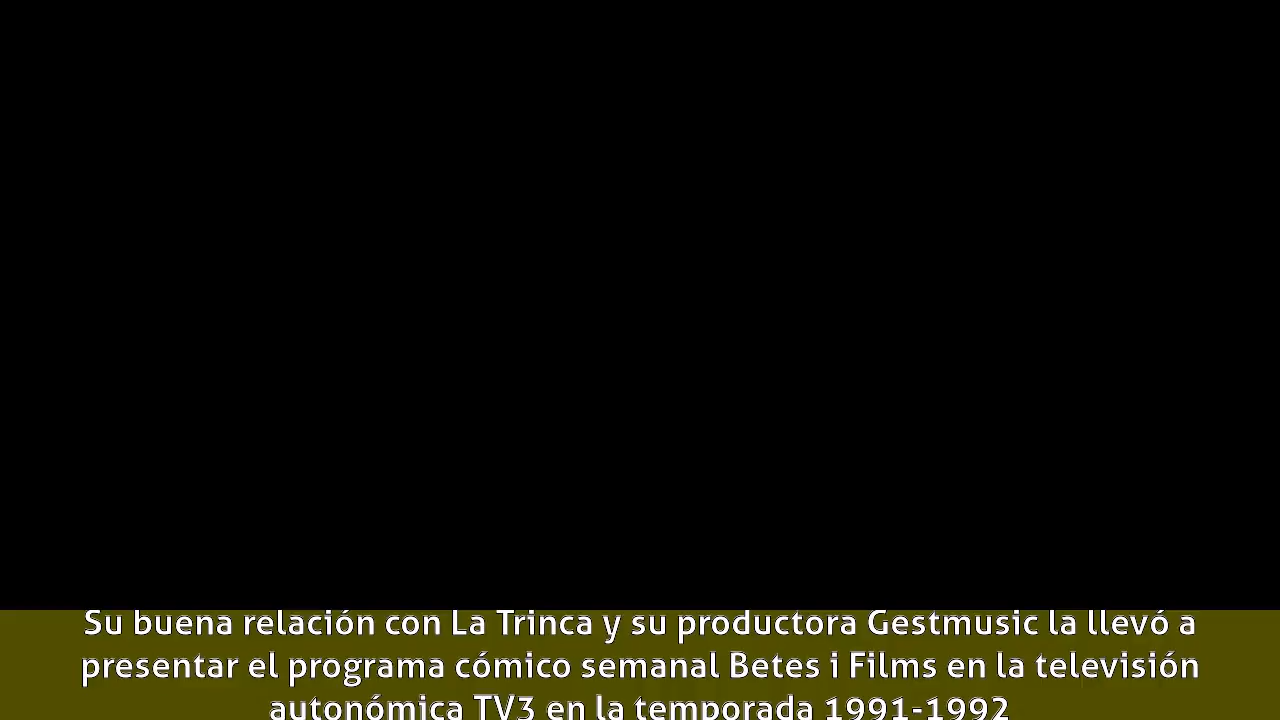 Su buena relación con La Trinca y su productora Gestmusic la llevó a
presentar el programa cómico semanal Betes i Films en la televisión
autonómica TV3 en la temporada 1991-1992